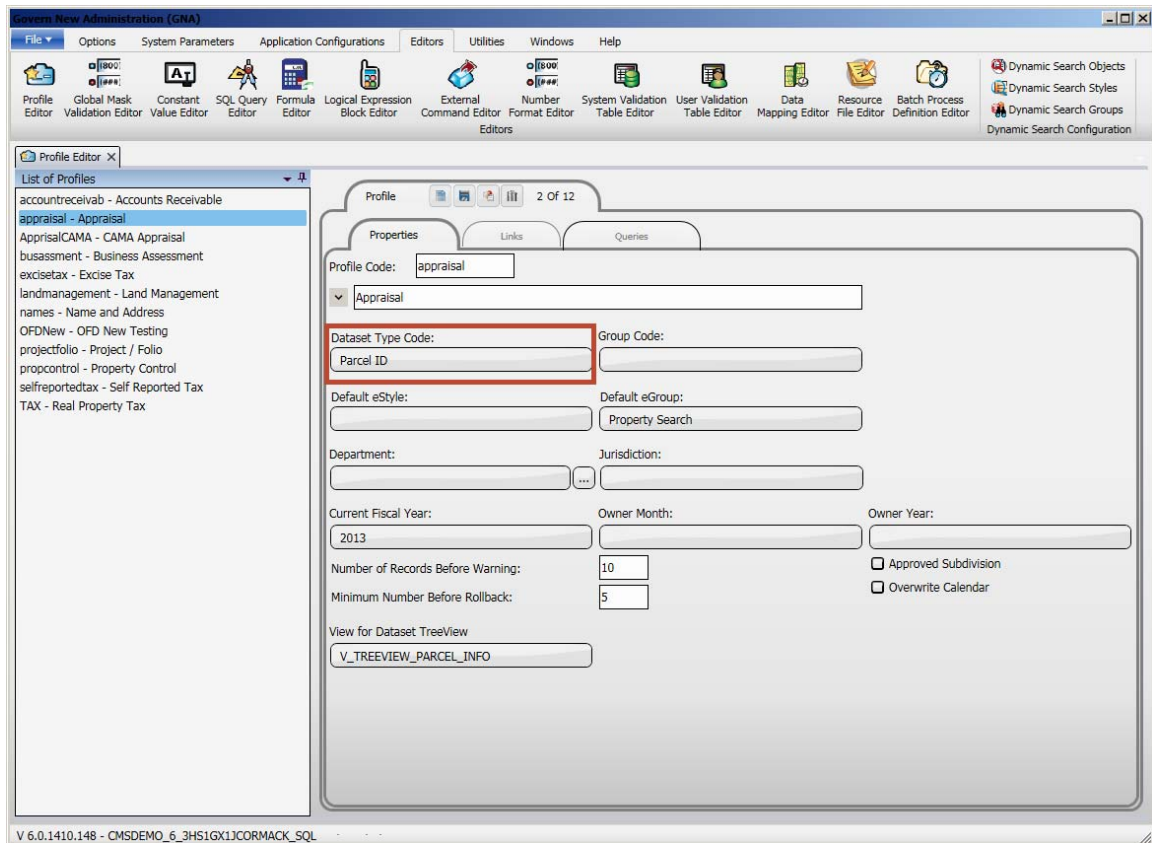 Govern New Administration (GNA)
File Options System Parameters Application Configurations Editors Utilities Windows Help
Profile Editor
Global Mask Validation Editor
Constant Value Editor
SQL Query Editor
Formula Editor
Logical Expression Block Editor
External Command Editor
Number Format Editor
System Validation Table Editor
User Validation Table Editor
Data Mapping Editor
Resource File Editor
Batch Process Definition Editor
Editors
Dynamic Search Objects
Dynamic Search Styles
Dynamic Search Groups
Dynamic Search Configuration
Profile Editor X
List of Profiles
accountreceivab - Accounts Receivable
appraisal - Appraisal
ApprisalCAMA - CAMA Appraisal
busassment - Business Assessment
excisetax - Excise Tax
landmanagement - Land Management
names - Name and Address
OFDNew - OFD New Testing
projectfolio - Project / Folio
propcontrol - Property Control
selfreportedtax - Self Reported Tax
TAX - Real Property Tax
Profile 2 Of 12
Properties Links Queries
Profile Code: appraisal
Appraisal
Dataset Type Code: Group Code:
Parcel ID
Default eStyle: Default eGroup:
Property Search
Department: ... Jurisdiction:
Current Fiscal Year: Owner Month: Owner Year:
2013
Number of Records Before Warning: 10 Approved Subdivision
Minimum Number Before Rollback: 5 Overwrite Calendar
View for Dataset TreeView
V_TREEVIEW_PARCEL_INFO
V 6.0.1410.148 - CMSDEMO_6_3HS1GX1JCORMACK_SQL